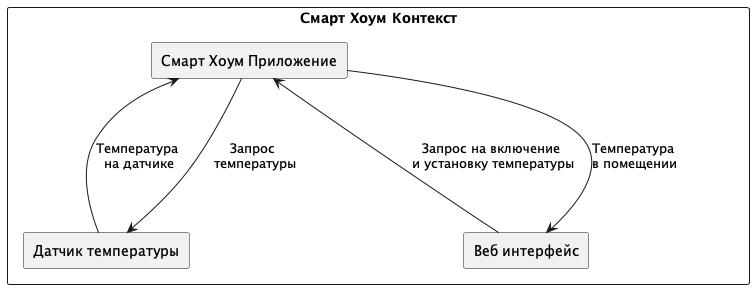 Смарт Хоум Контекст
Смарт Хоум Приложение
Температура
на датчике
Запрос
температуры
Запрос на включение
и установку температуры
Температура
в помещении
Датчик температуры
Веб интерфейс